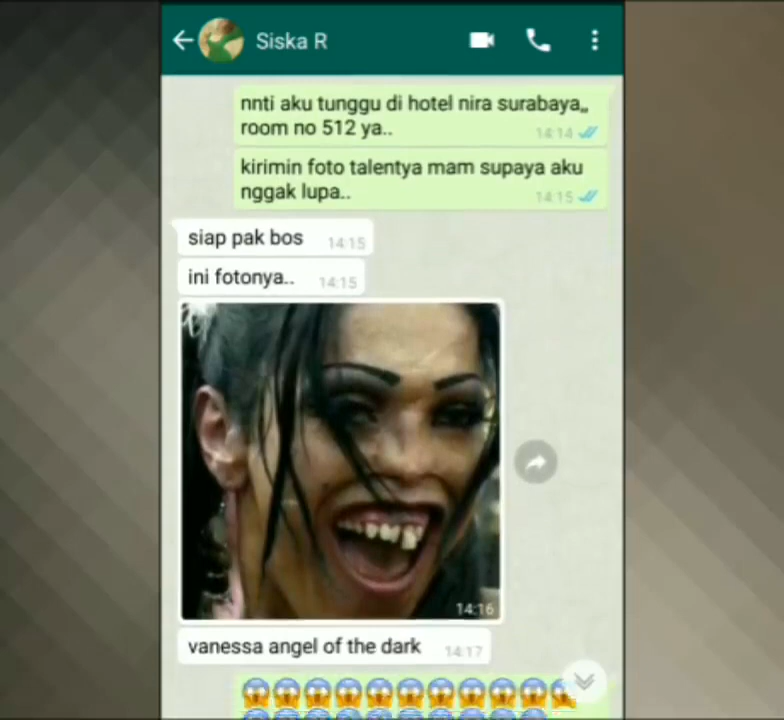 Siska R
nnti aku tunggu di hotel nira surabaya,,
room no 512 ya..
14:14
kirimin foto talentya mam supaya aku
nggak lupa..
14:15
siap pak bos 14:15
ini fotonya.. 14:15
14:16
vanessa angel of the dark 14:17